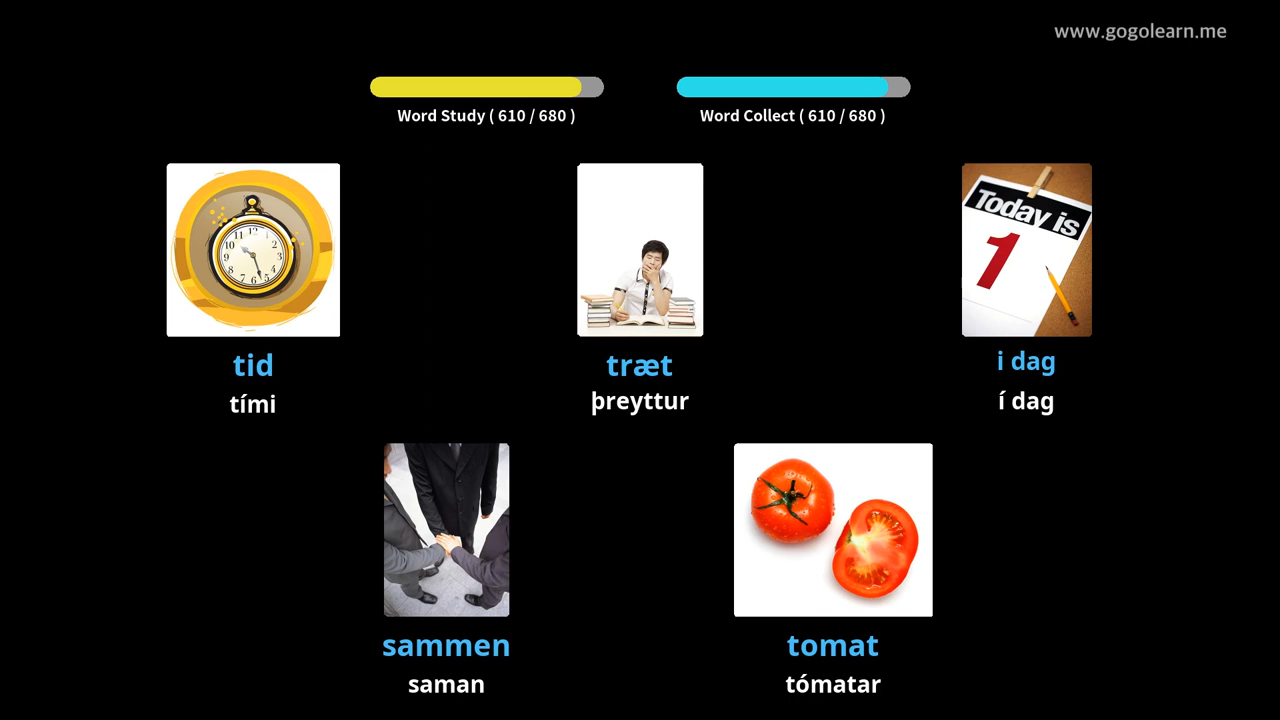 www.gogolearn.me
Word Study ( 610 / 680 )
Word Collect ( 610 / 680 )
Today is
1
tid
tími
træt
þreyttur
i dag
í dag
sammen
saman
tomat
tómatar